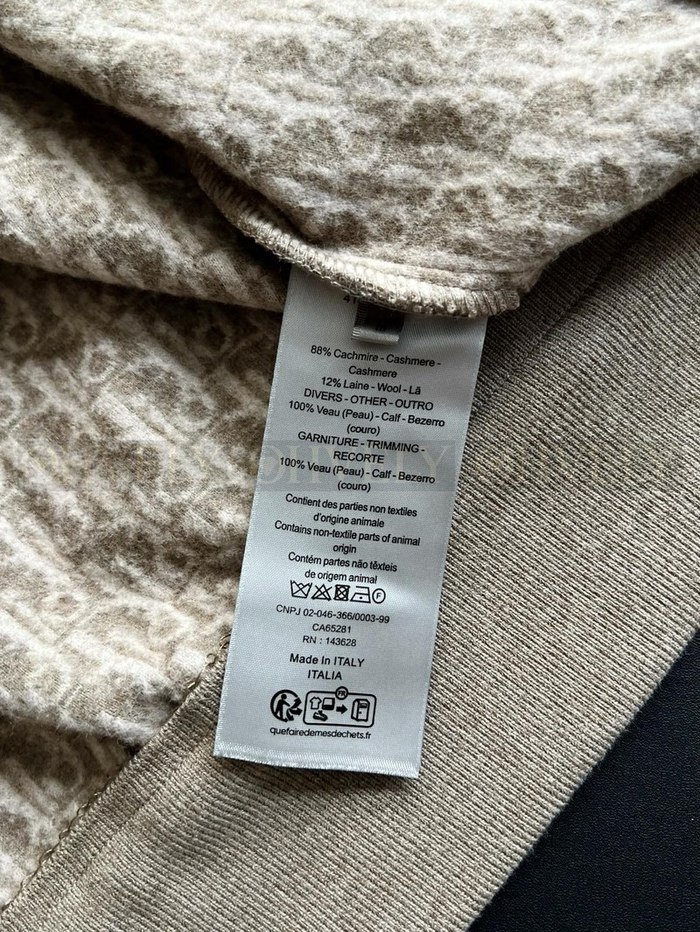 41
88% Cachmire - Cashmere -
Cashmere
12% Laine - Wool - Lã
DIVERS - OTHER - OUTRO
100% Veau (Peau) - Calf - Bezerro
(couro)
GARNITURE - TRIMMING -
RECORTE
100% Veau (Peau) - Calf - Bezerro
(couro)
Contient des parties non textiles
d'origine animale
Contains non-textile parts of animal
origin
Contém partes não têxteis
de origem animal
F
CNPJ 02-046-366/0003-99
CA65281
RN : 143628
Made In ITALY
ITALIA
FR
quefairedemesdechets.fr